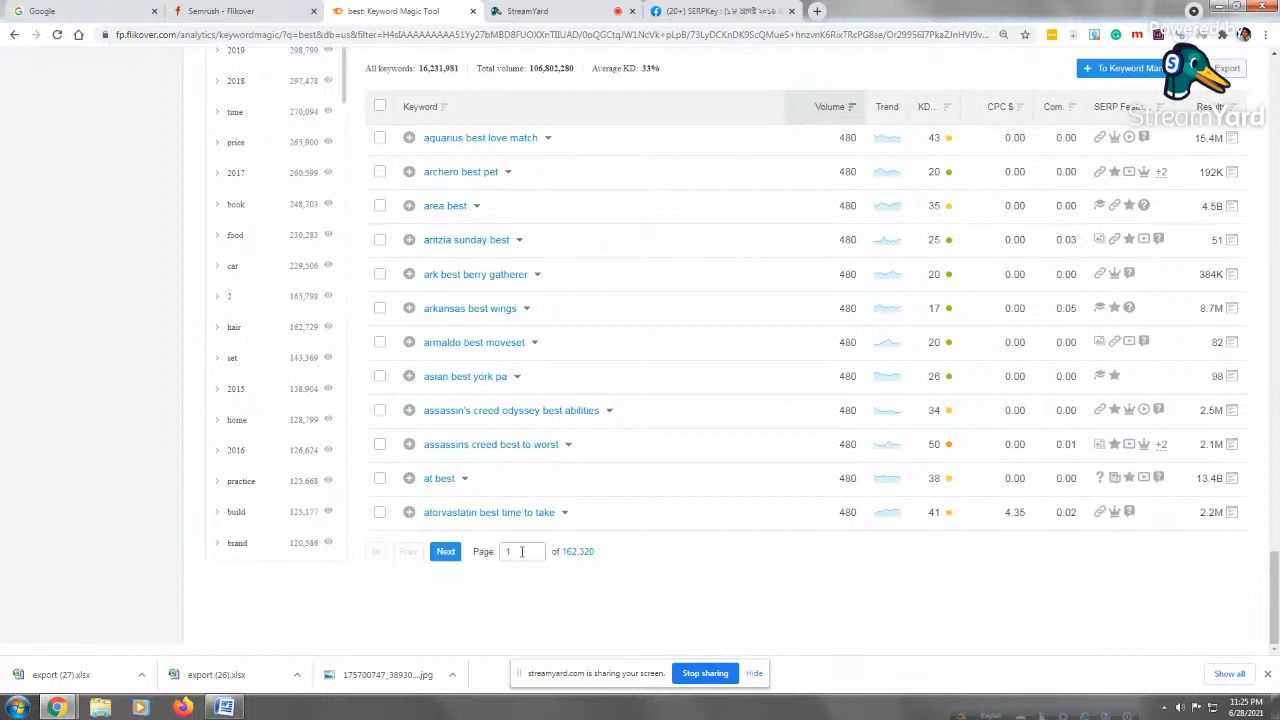 Google
Semrush - Flikover
best: Keyword Magic Tool
StreamYard
(20+) SERPKey:
Powered by
StreamYard
All keywords: 16,231,981 Total volume: 106,802,280 Average KD: 33%
To Keyword Mar
Export
Keyword Volume Trend KD... CPC $ Com. SERP Results
2019 298,799
2018 297,478
time 270,094
price 265,900
2017 260,599
book 248,703
food 230,283
car 229,506
2 165,798
hair 162,729
set 143,369
2015 138,904
home 128,799
2016 126,624
practice 125,668
build 125,177
brand 120,586
aquarius best love match 480 43 0.00 0.00 15.4M
archero best pet 480 20 0.00 0.00 +2 192K
area best 480 35 0.00 0.00 4.5B
aritzia sunday best 480 25 0.00 0.03 51
ark best berry gatherer 480 20 0.00 0.00 384K
arkansas best wings 480 17 0.00 0.05 8.7M
armaldo best moveset 480 20 0.00 0.00 82
asian best york pa 480 26 0.00 0.00 98
assassin's creed odyssey best abilities 480 34 0.00 0.00 2.5M
assassins creed best to worst 480 50 0.00 0.01 +2 2.1M
at best 480 38 0.00 0.00 13.4B
atorvastatin best time to take 480 41 4.35 0.02 2.2M
Prev Next Page: 1 of 162,320
export (27).xlsx
export (26).xlsx
175700747_38930....jpg
streamyard.com is sharing your screen. Stop sharing Hide
Show all
English
11:25 PM
6/28/2021